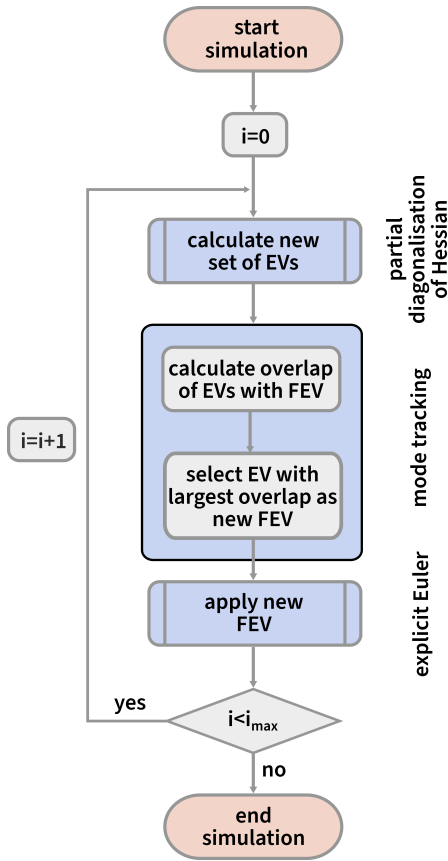 start
simulation
i=0
calculate new
set of EVs
partial
diagonalisation
of Hessian
calculate overlap
of EVs with FEV
i=i+1
select EV with
largest overlap as
new FEV
mode tracking
apply new
FEV
explicit Euler
yes
i<imax
no
end
simulation